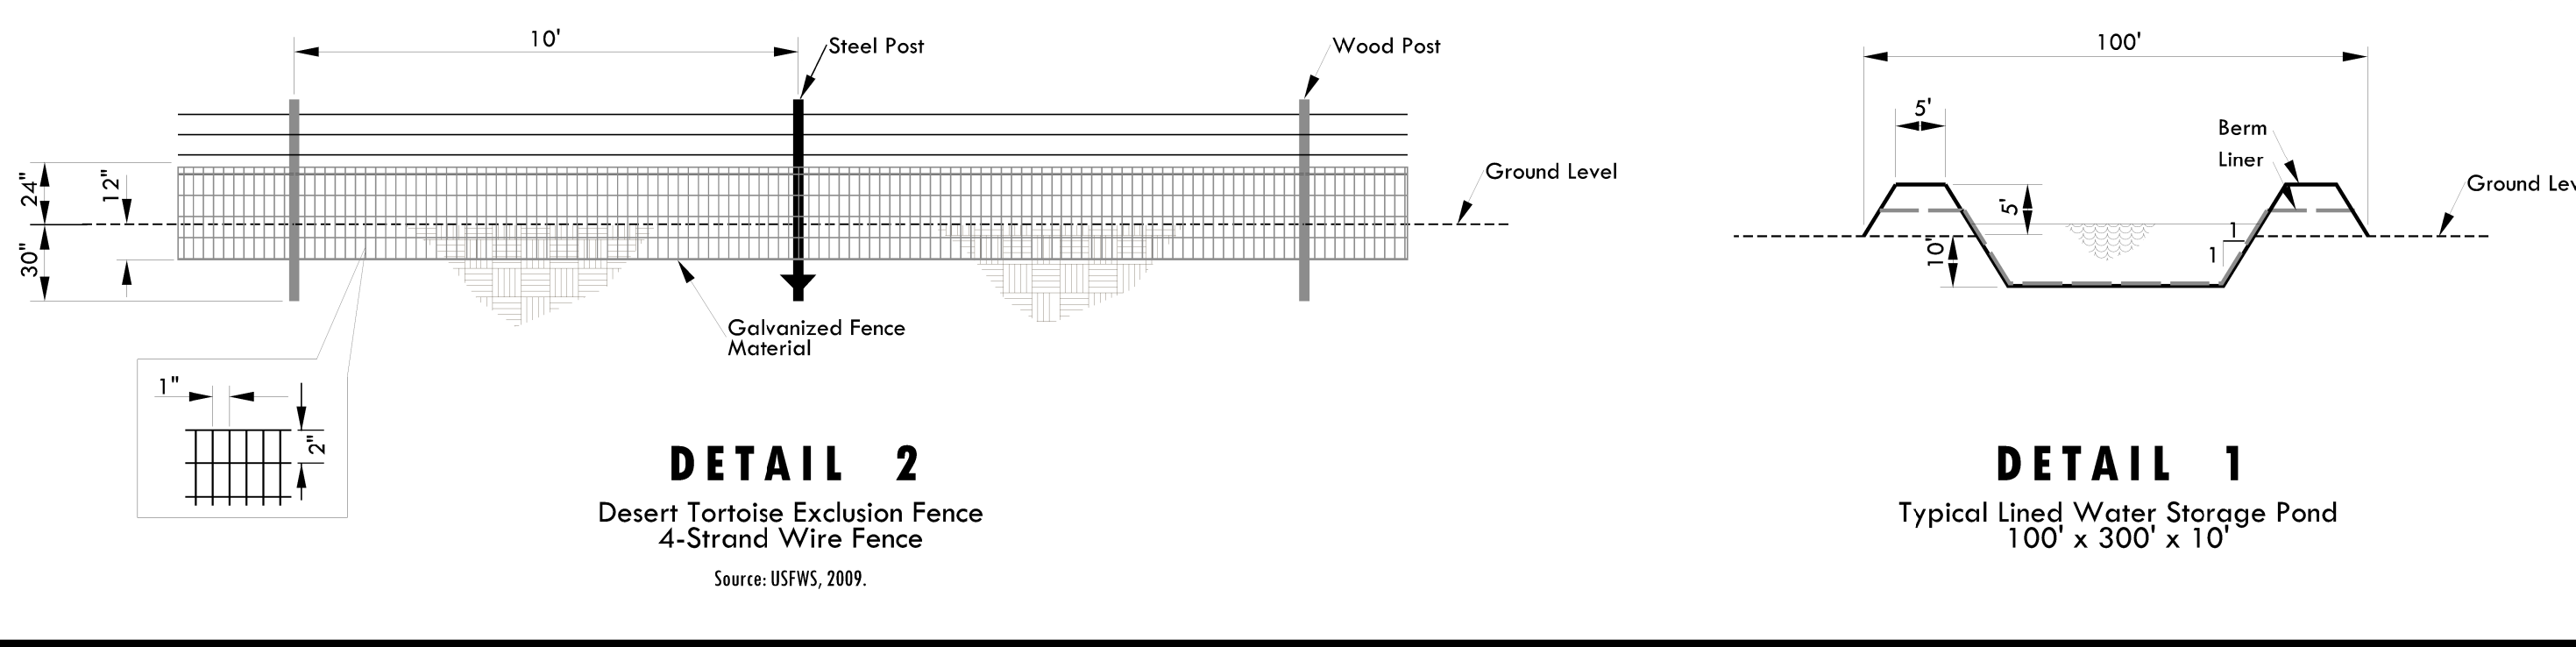 10'
Steel Post
Wood Post
24"
12"
30"
Ground Level
Galvanized Fence
Material
1"
2"
DETAIL 2
Desert Tortoise Exclusion Fence
4-Strand Wire Fence
Source: USFWS, 2009.
100'
5'
Berm
Liner
5'
10'
1
1
Ground Lev
DETAIL 1
Typical Lined Water Storage Pond
100' x 300' x 10'